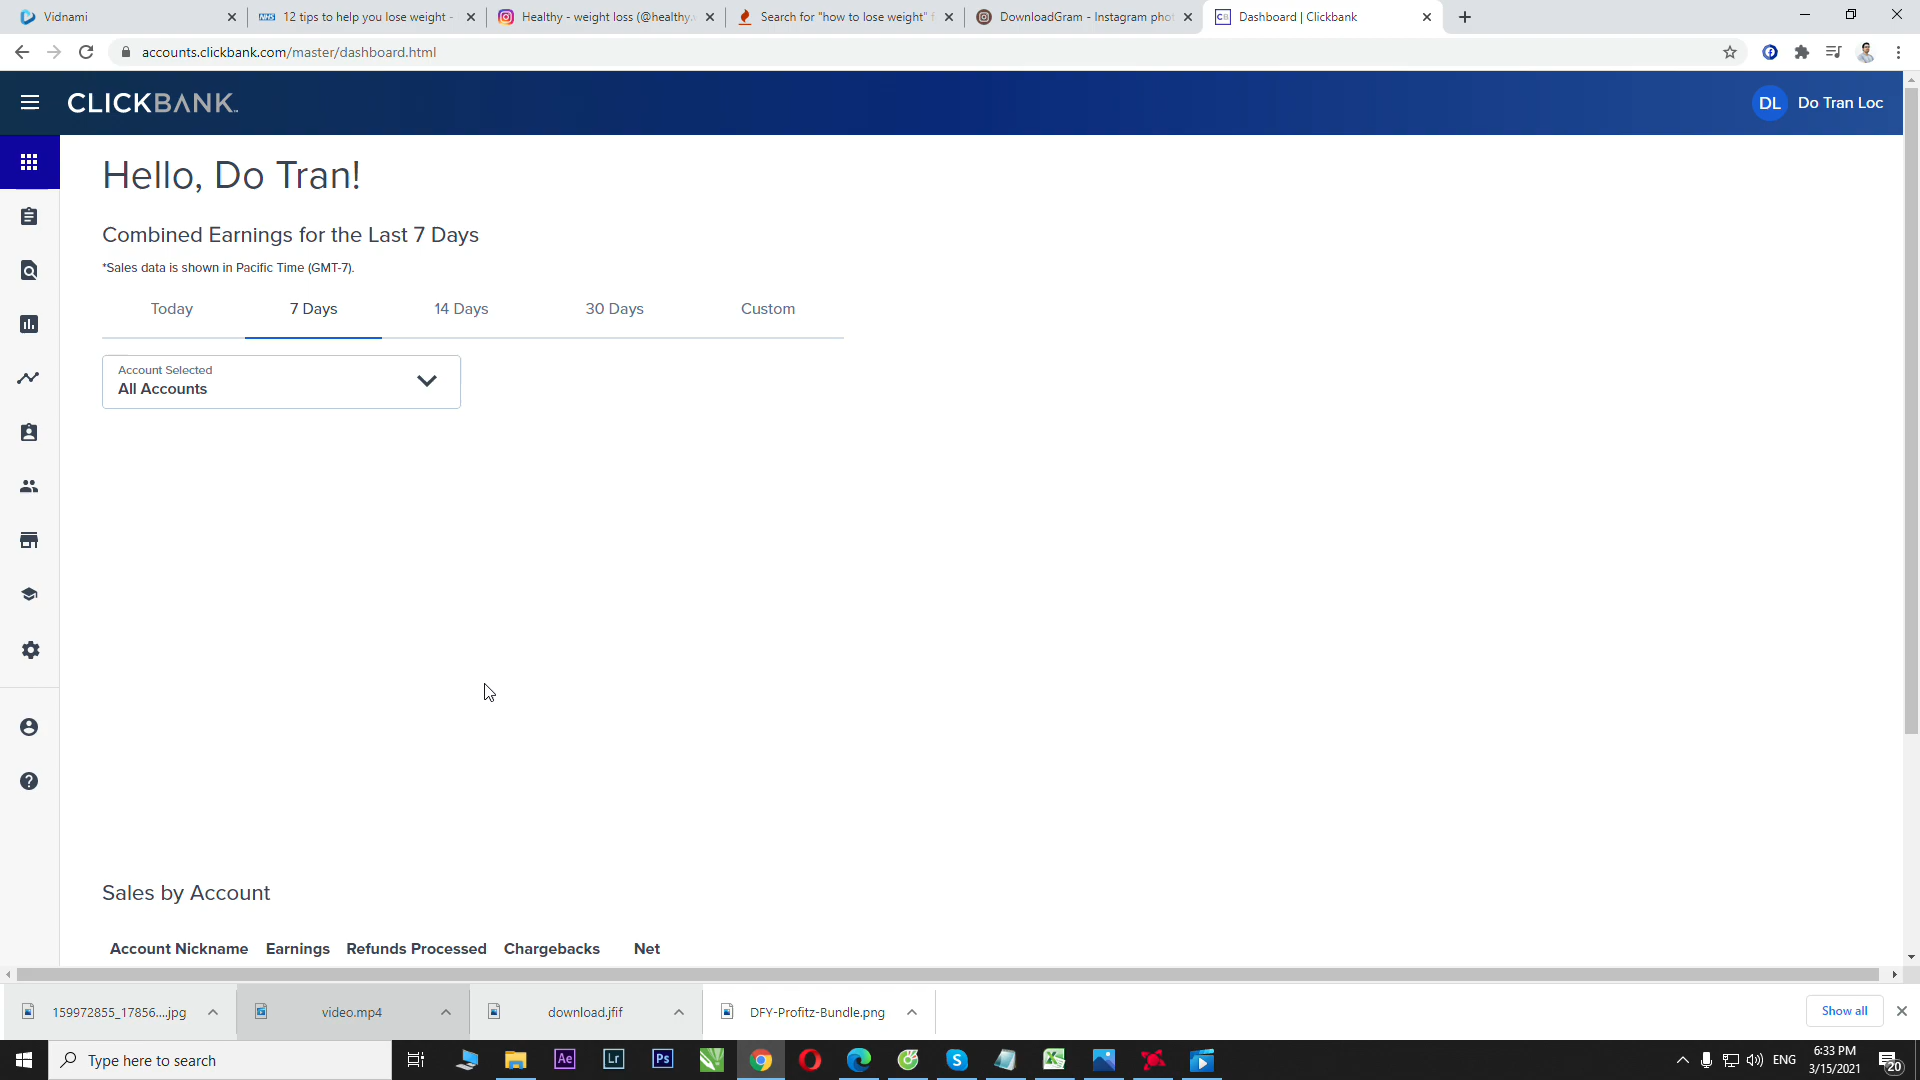 Vidnami
12 tips to help you lose weight -
Healthy - weight loss (@healthy.
Search for "how to lose weight" f
DownloadGram - Instagram phot
CB
Dashboard | Clickbank
accounts.clickbank.com/master/dashboard.html
CLICKBANK
DL
Do Tran Loc
Hello, Do Tran!
Combined Earnings for the Last 7 Days
*Sales data is shown in Pacific Time (GMT-7).
Today
7 Days
14 Days
30 Days
Custom
Account Selected
All Accounts
Sales by Account
Account Nickname
Earnings
Refunds Processed
Chargebacks
Net
159972855_17856....jpg
video.mp4
download.jfif
DFY-Profitz-Bundle.png
Show all
Type here to search
Ae
Lr
Ps
ENG
6:33 PM
3/15/2021
20